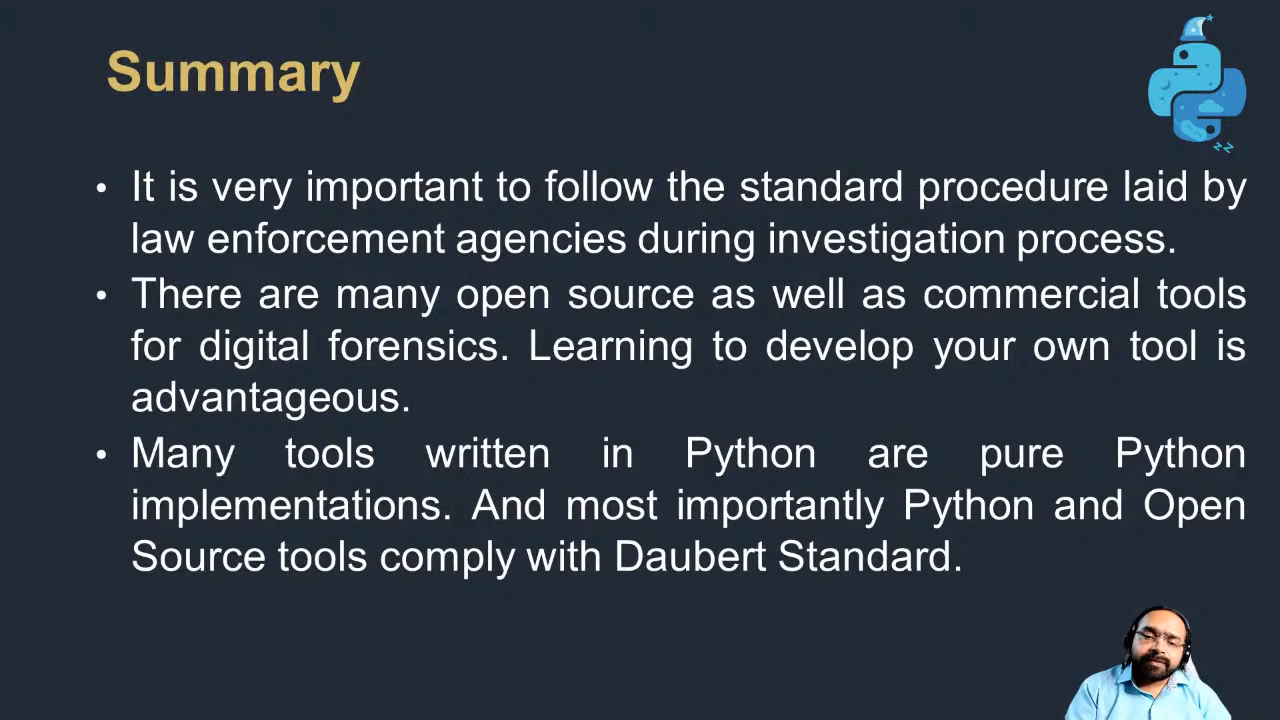 Summary
• It is very important to follow the standard procedure laid by
law enforcement agencies during investigation process.
• There are many open source as well as commercial tools
for digital forensics. Learning to develop your own tool is
advantageous.
• Many tools written in Python are pure Python
implementations. And most importantly Python and Open
Source tools comply with Daubert Standard.
zz